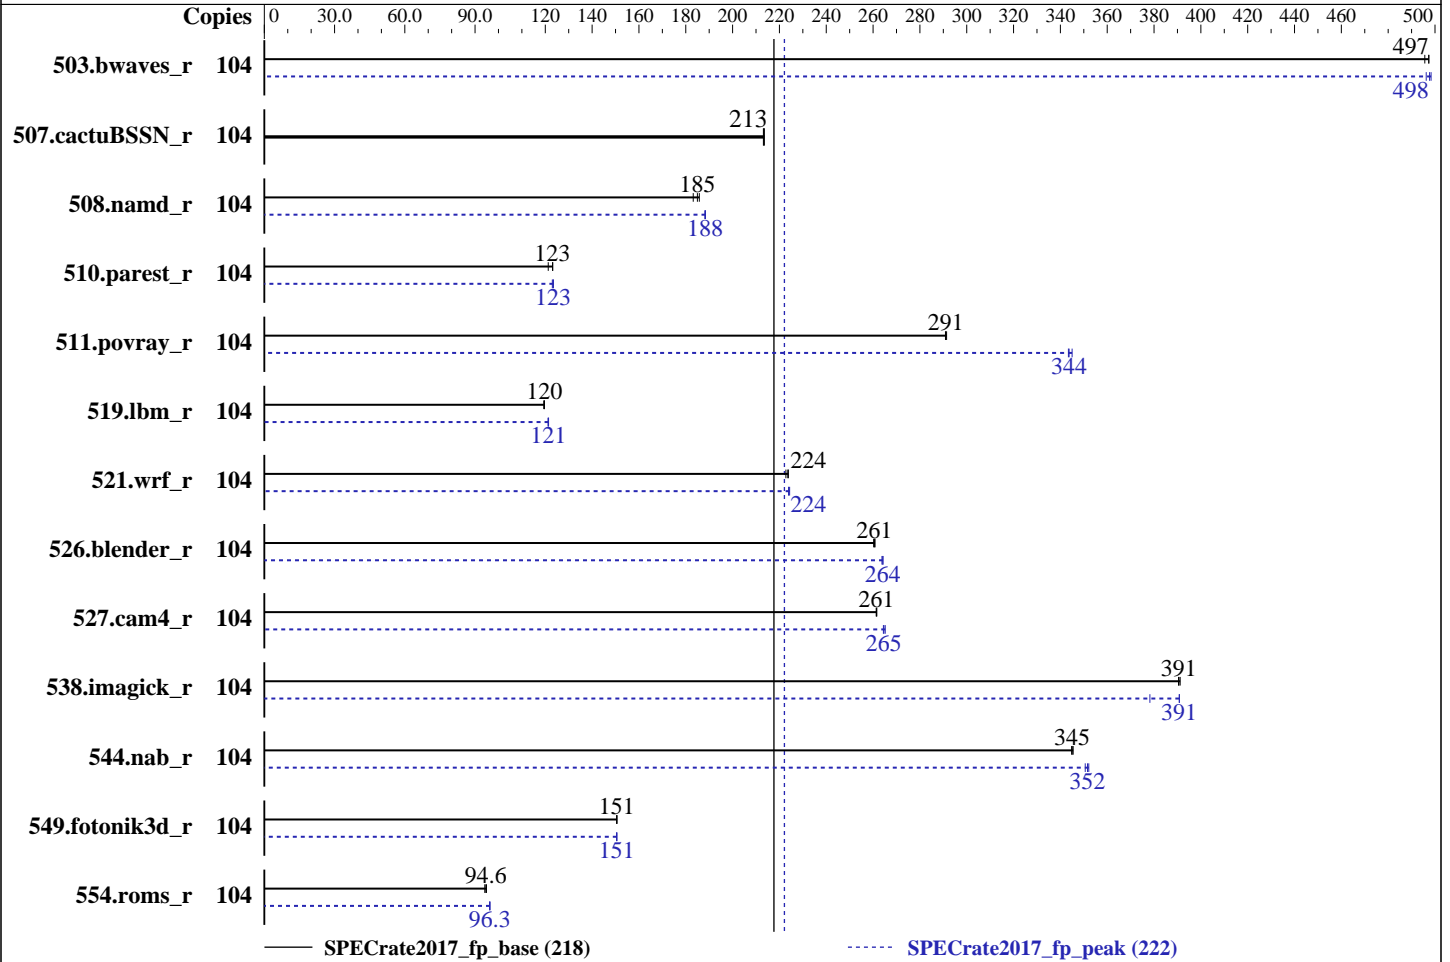 Copies 0 30.0 60.0 90.0 120 140 160 180 200 220 240 260 280 300 320 340 360 380 400 420 440 460 500
503.bwaves_r 104 497
498
507.cactuBSSN_r 104 213
508.namd_r 104 185
188
510.parest_r 104 123
123
511.povray_r 104 291
344
519.lbm_r 104 120
121
521.wrf_r 104 224
224
526.blender_r 104 261
264
527.cam4_r 104 261
265
538.imagick_r 104 391
391
544.nab_r 104 345
352
549.fotonik3d_r 104 151
151
554.roms_r 104 94.6
96.3
SPECrate2017_fp_base (218) SPECrate2017_fp_peak (222)